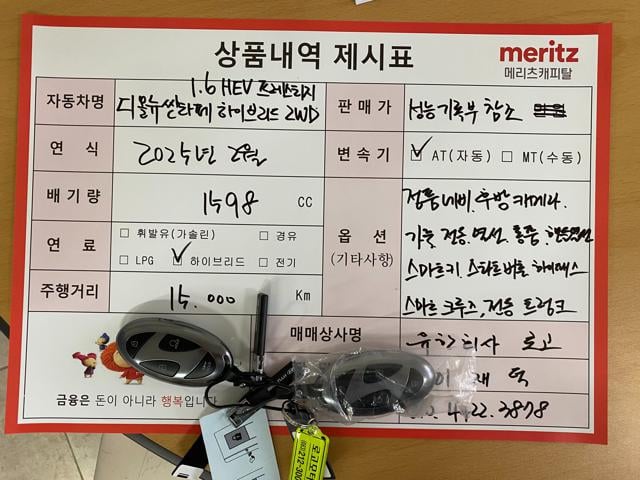 상품내역 제시표
meritz
메리츠캐피탈
자동차명
1.6 HEV 프레스티지
디 올뉴싼타페 하이브리드 2WD
판매가
성능기록부 참조
연 식
2025년 2월
변속기
☑ AT(자동) □ MT(수동)
배기량
1598 CC
옵 션
(기타사항)
정품네비. 후방카메라.
가죽 전동. 열선. 통풍.
스마트키 스타트버튼 하이패스
스마트 크루즈, 전동 트렁크
연 료
□ 휘발유(가솔린) □ 경유
□ LPG ☑ 하이브리드 □ 전기
주행거리
15.000 Km
매매상사명
유한회사 로고
금융은 돈이 아니라 행복입니다
4422.3878
로고모터